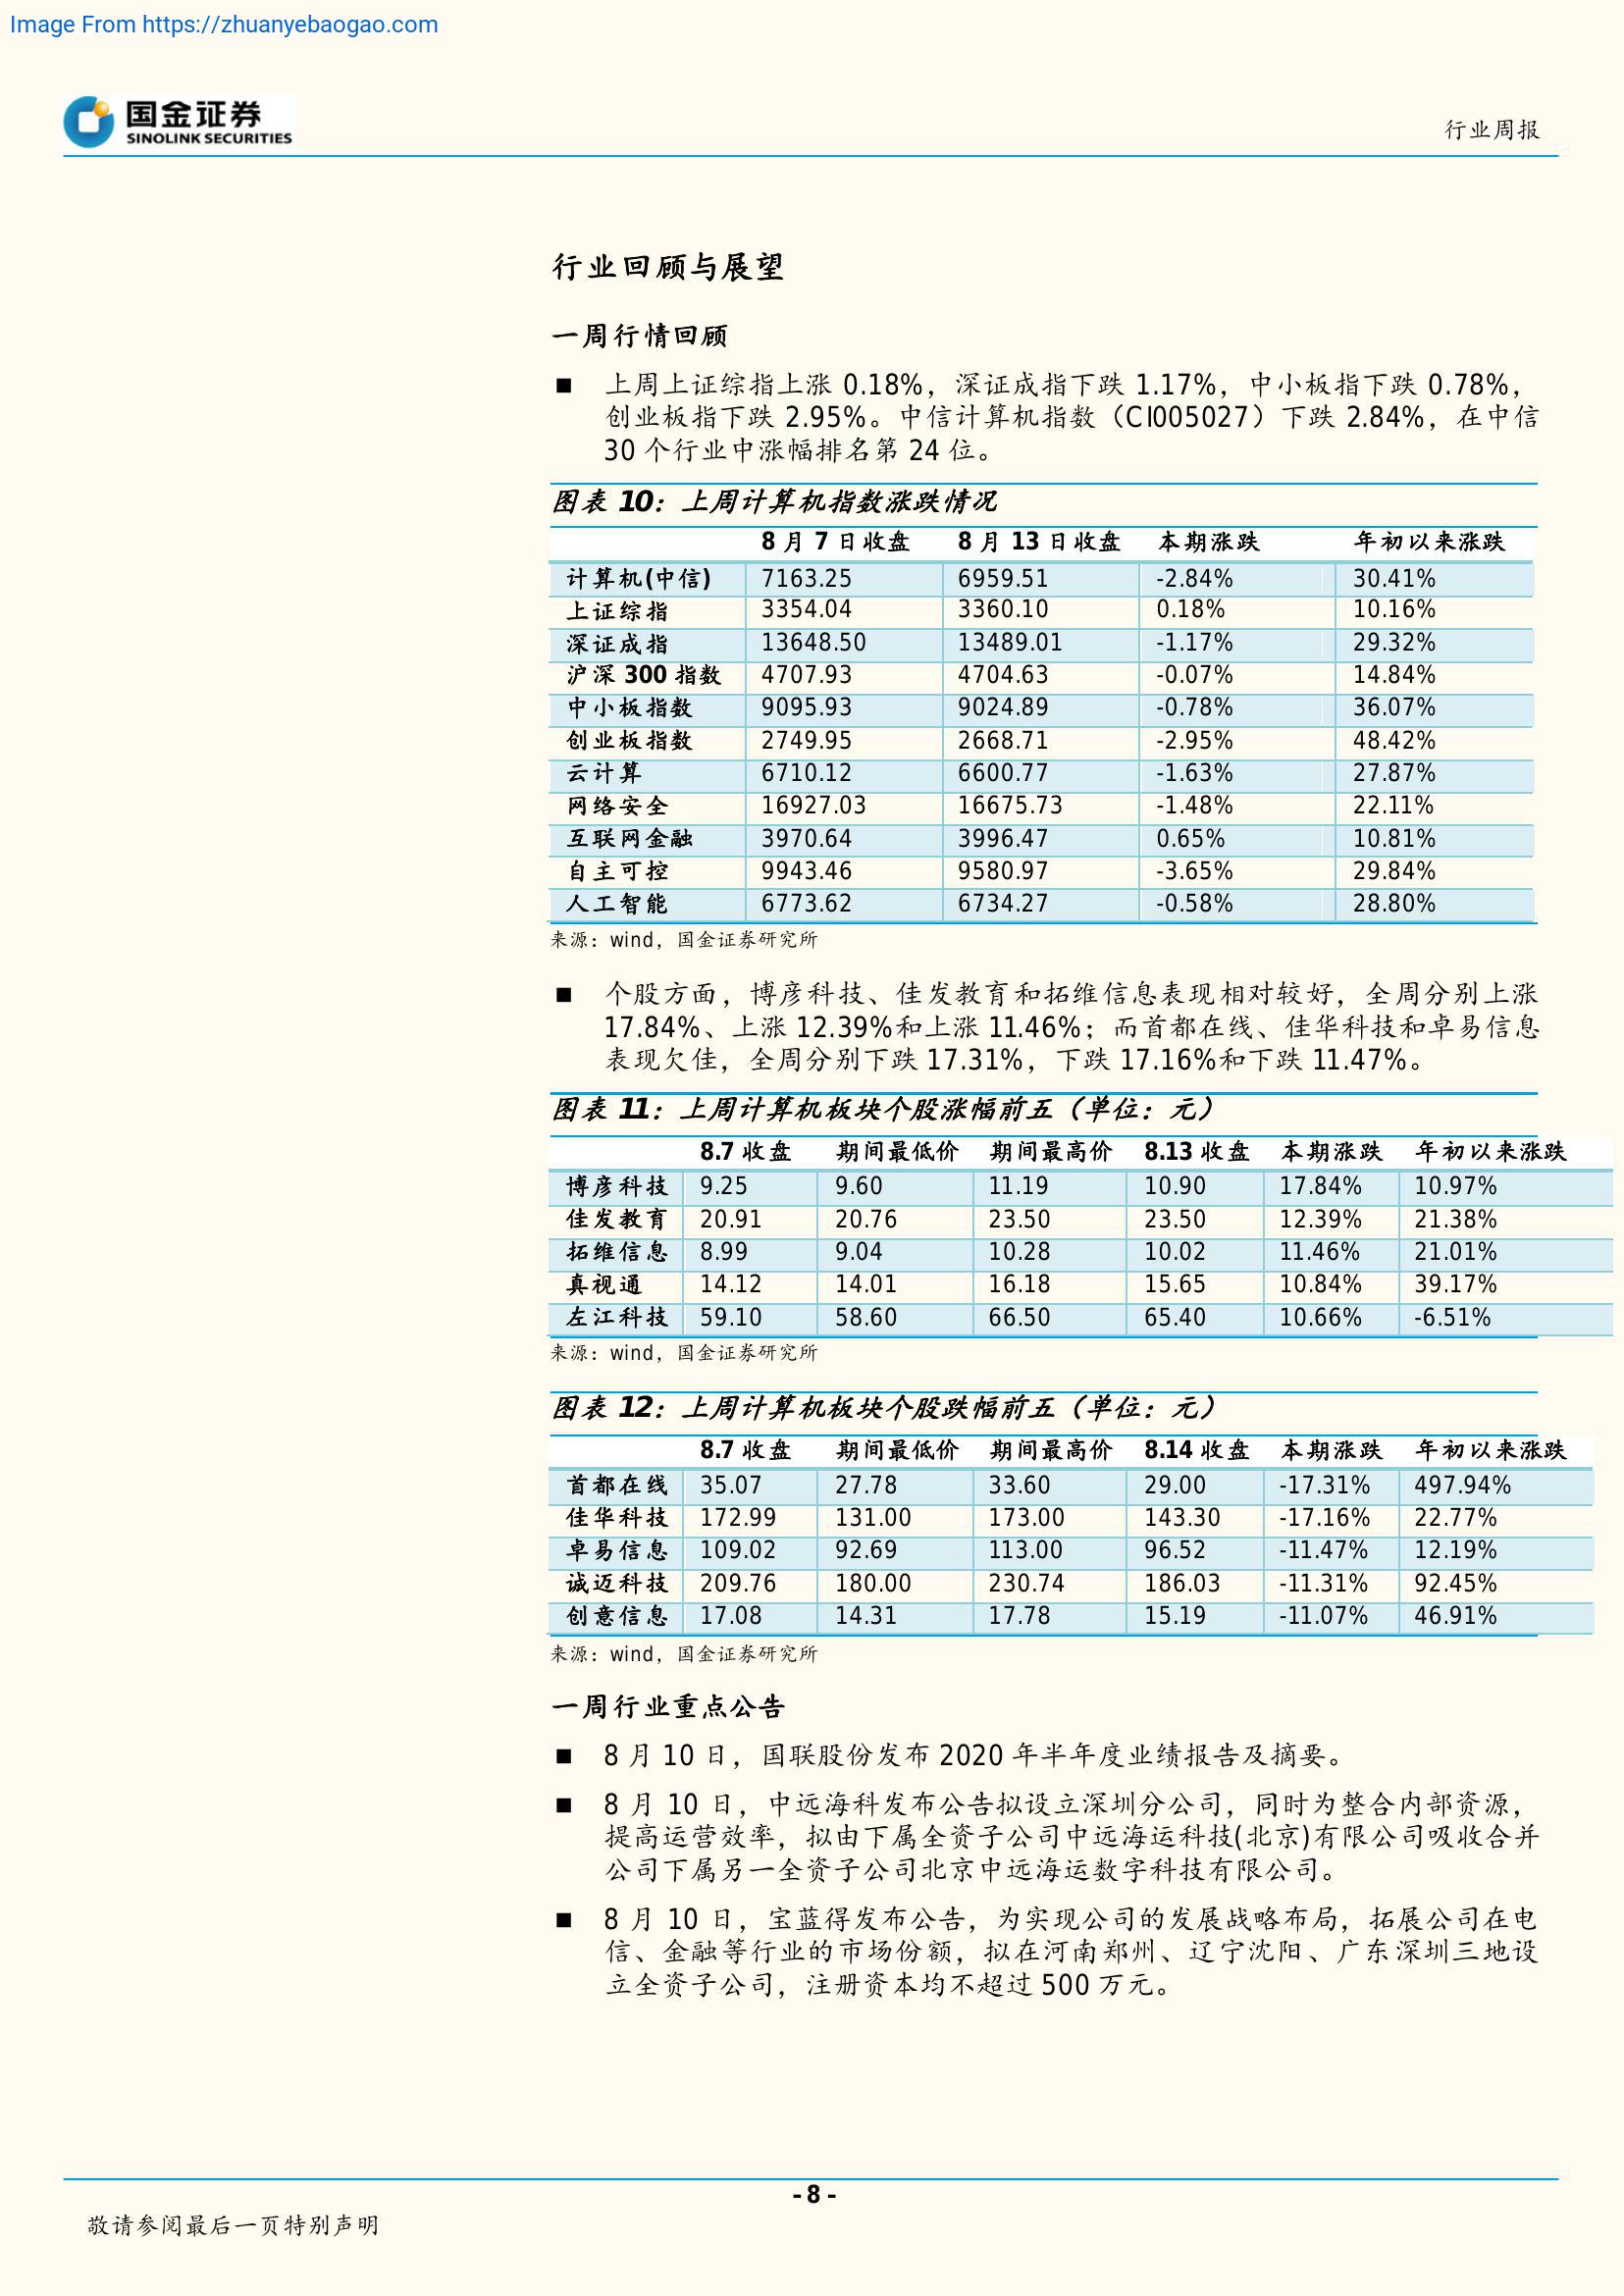 Image From https://zhuanyebaogao.com
国金证券
SINOLINK SECURITIES
行业周报
行业回顾与展望
一周行情回顾
■ 上周上证综指上涨 0.18%，深证成指下跌 1.17%，中小板指下跌 0.78%，
创业板指下跌 2.95%。中信计算机指数（CI005027）下跌 2.84%，在中信
30 个行业中涨幅排名第 24 位。
图表 10：上周计算机指数涨跌情况
8 月 7 日收盘 8 月 13 日收盘 本期涨跌 年初以来涨跌
计算机(中信) 7163.25 6959.51 -2.84% 30.41%
上证综指 3354.04 3360.10 0.18% 10.16%
深证成指 13648.50 13489.01 -1.17% 29.32%
沪深 300 指数 4707.93 4704.63 -0.07% 14.84%
中小板指数 9095.93 9024.89 -0.78% 36.07%
创业板指数 2749.95 2668.71 -2.95% 48.42%
云计算 6710.12 6600.77 -1.63% 27.87%
网络安全 16927.03 16675.73 -1.48% 22.11%
互联网金融 3970.64 3996.47 0.65% 10.81%
自主可控 9943.46 9580.97 -3.65% 29.84%
人工智能 6773.62 6734.27 -0.58% 28.80%
来源：wind，国金证券研究所
■ 个股方面，博彦科技、佳发教育和拓维信息表现相对较好，全周分别上涨
17.84%、上涨 12.39%和上涨 11.46%；而首都在线、佳华科技和卓易信息
表现欠佳，全周分别下跌 17.31%，下跌 17.16%和下跌 11.47%。
图表 11：上周计算机板块个股涨幅前五（单位：元）
8.7 收盘 期间最低价 期间最高价 8.13 收盘 本期涨跌 年初以来涨跌
博彦科技 9.25 9.60 11.19 10.90 17.84% 10.97%
佳发教育 20.91 20.76 23.50 23.50 12.39% 21.38%
拓维信息 8.99 9.04 10.28 10.02 11.46% 21.01%
真视通 14.12 14.01 16.18 15.65 10.84% 39.17%
左江科技 59.10 58.60 66.50 65.40 10.66% -6.51%
来源：wind，国金证券研究所
图表 12：上周计算机板块个股跌幅前五（单位：元）
8.7 收盘 期间最低价 期间最高价 8.14 收盘 本期涨跌 年初以来涨跌
首都在线 35.07 27.78 33.60 29.00 -17.31% 497.94%
佳华科技 172.99 131.00 173.00 143.30 -17.16% 22.77%
卓易信息 109.02 92.69 113.00 96.52 -11.47% 12.19%
诚迈科技 209.76 180.00 230.74 186.03 -11.31% 92.45%
创意信息 17.08 14.31 17.78 15.19 -11.07% 46.91%
来源：wind，国金证券研究所
一周行业重点公告
■ 8 月 10 日，国联股份发布 2020 年半年度业绩报告及摘要。
■ 8 月 10 日，中远海科发布公告拟设立深圳分公司，同时为整合内部资源，
提高运营效率，拟由下属全资子公司中远海运科技(北京)有限公司吸收合并
公司下属另一全资子公司北京中远海运数字科技有限公司。
■ 8 月 10 日，宝蓝得发布公告，为实现公司的发展战略布局，拓展公司在电
信、金融等行业的市场份额，拟在河南郑州、辽宁沈阳、广东深圳三地设
立全资子公司，注册资本均不超过 500 万元。
- 8 -
敬请参阅最后一页特别声明